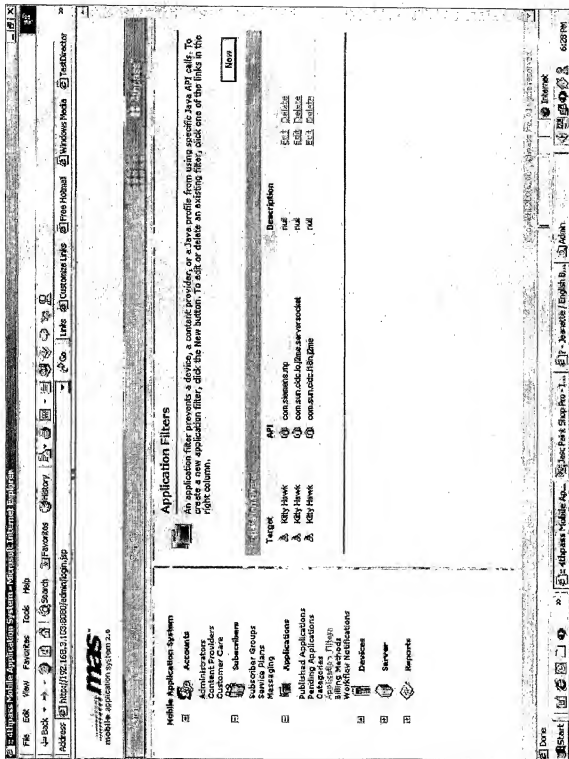 4thpass Mobile Application System - Microsoft Internet Explorer
File Edit View Favorites Tools Help
Back Search Favorites History
Address http://192.168.3.103:8080/admin/login.jsp Go Links Customize Links Free Hotmail Windows Media TestDirector
mas
mobile application system 2.0
Mobile Application System
Accounts
Administrators
Content Providers
Customer Care
Subscribers
Subscriber Groups
Service Plans
Messaging
Applications
Published Applications
Pending Applications
Categories
Application Filters
Billing Methods
Workflow Notifications
Devices
Server
Reports
Application Filters
An application filter prevents a device, a content provider, or a Java profile from using specific Java API calls. To
create a new application filter, click the New button. To edit or delete an existing filter, click one of the links in the
right column.
New
Target API Description
Kitty Hawk com.siemens.mp null Edit Delete
Kitty Hawk com.sun.cldc.io.j2me.serversocket null Edit Delete
Kitty Hawk com.sun.cldc.i18n.j2me null Edit Delete
Done Internet
Start 4thpass Mobile Ap... Jasc Paint Shop Pro - I... P - Jeanette / English B... Admin 6:28 PM